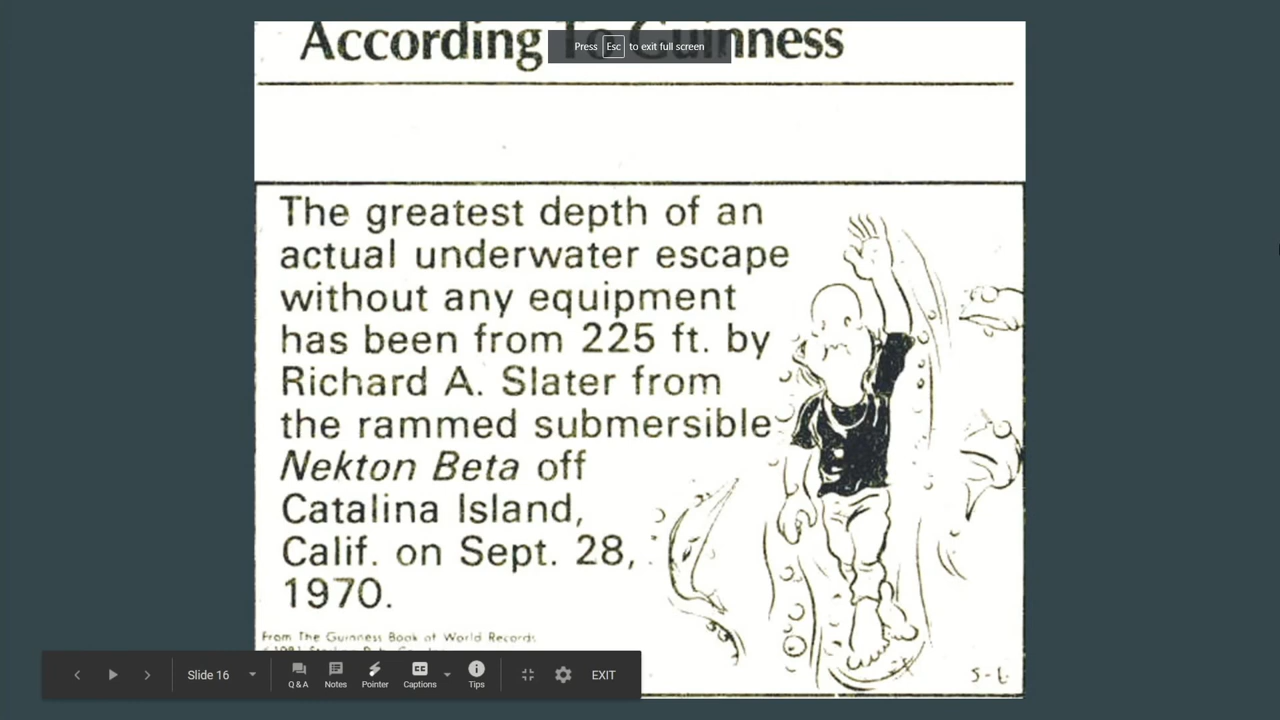 According To Guinness
Press Esc to exit full screen
The greatest depth of an
actual underwater escape
without any equipment
has been from 225 ft. by
Richard A. Slater from
the rammed submersible
Nekton Beta off
Catalina Island,
Calif. on Sept. 28,
1970.
From The Guinness Book of World Records
S-L
Slide 16
Q & A
Notes
Pointer
Captions
Tips
EXIT